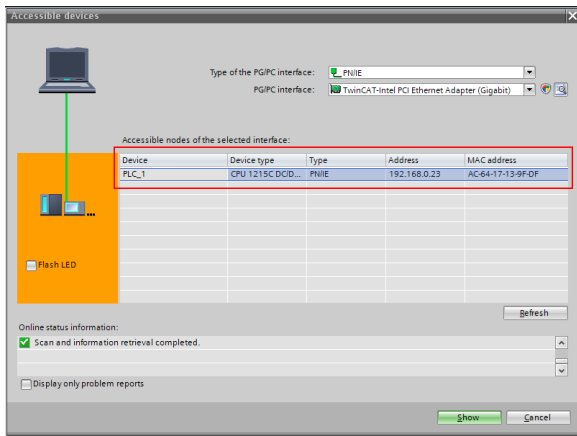 Accessible devices
Type of the PG/PC interface: PN/IE
PG/PC interface: TwinCAT-Intel PCI Ethernet Adapter (Gigabit)
Accessible nodes of the selected interface:
Device Device type Type Address MAC address
PLC_1 CPU 1215C DC/D... PN/IE 192.168.0.23 AC-64-17-13-9F-DF
...
Flash LED
Refresh
Online status information:
Scan and information retrieval completed.
Display only problem reports
Show Cancel